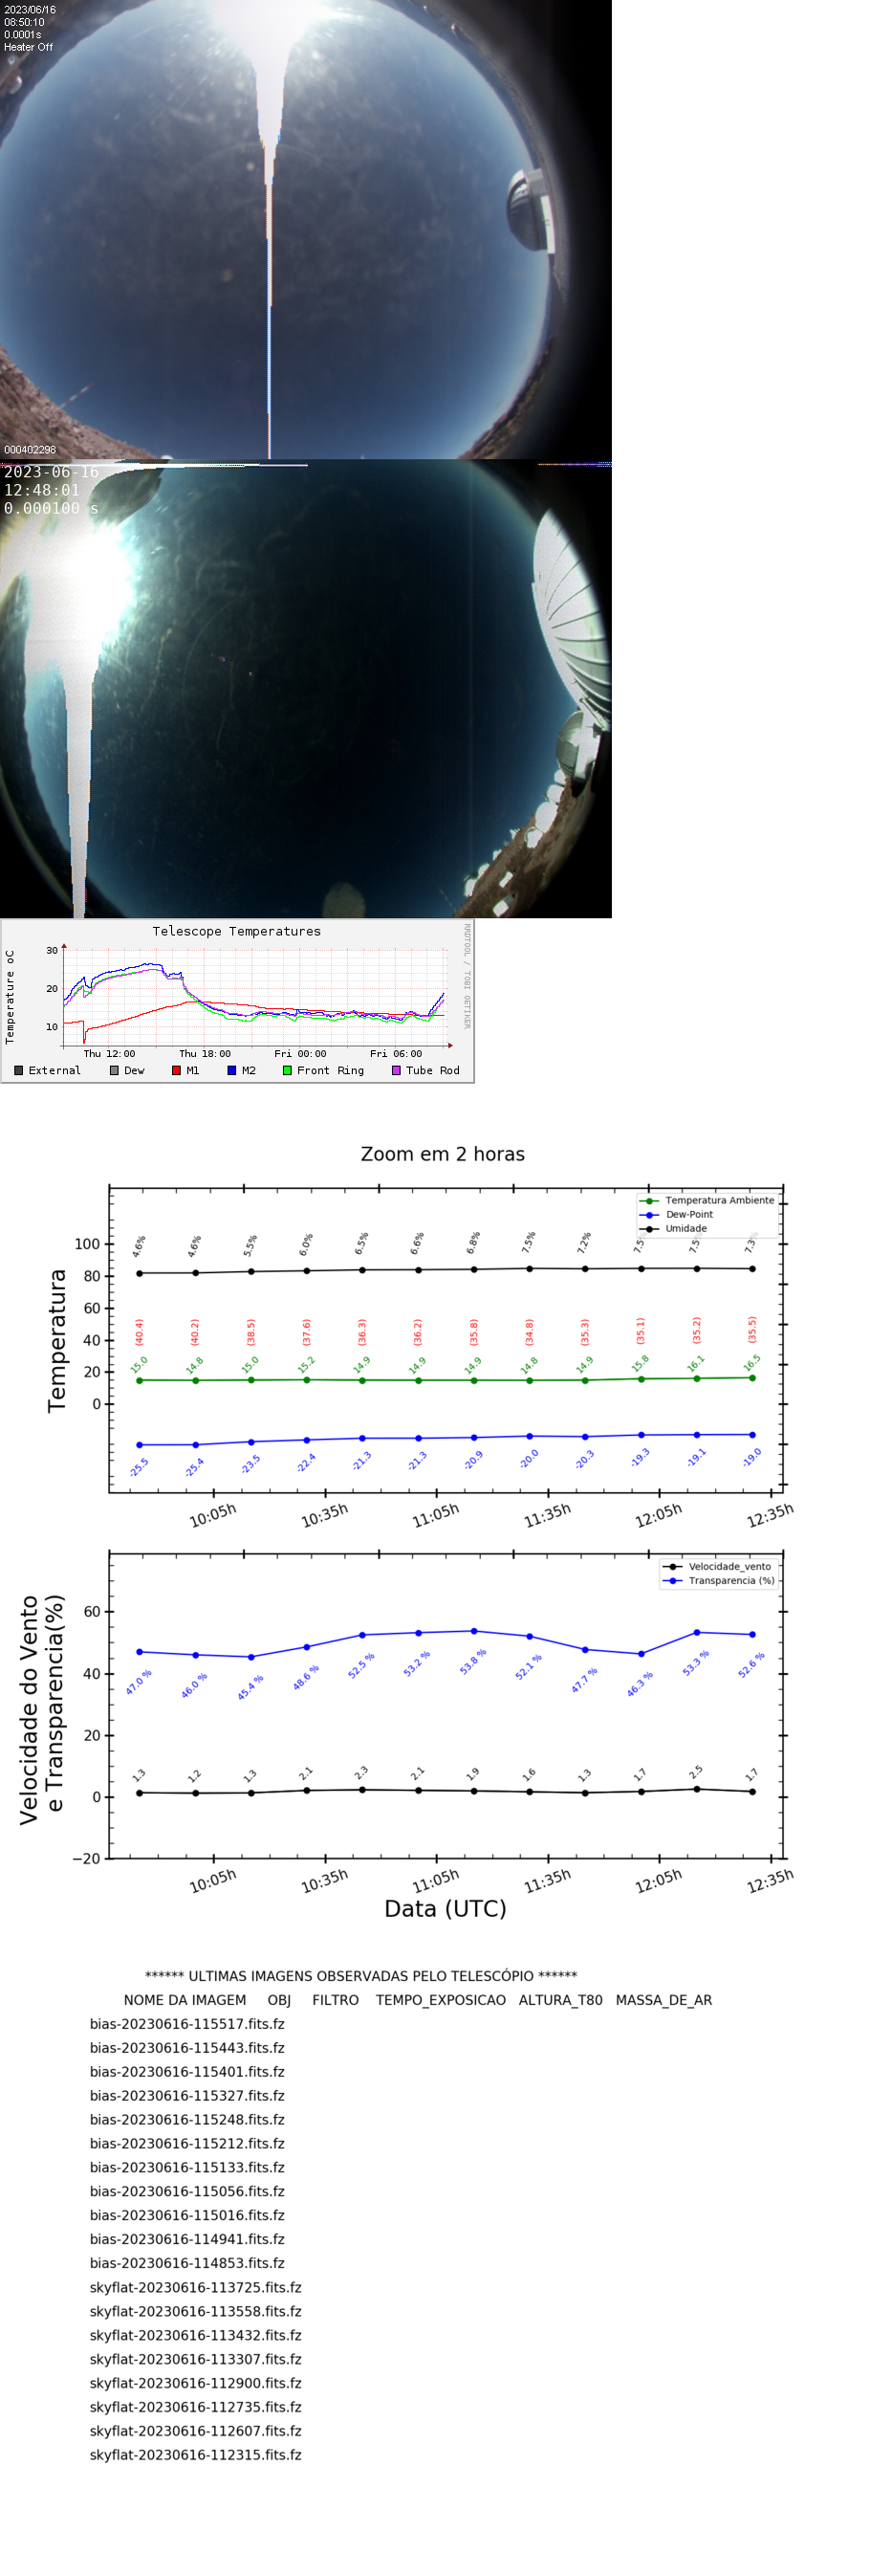 2023/06/16
08:50:10
0.0001s
Heater Off
000402298
2023-06-16
12:48:01
0.000100 s
Telescope Temperatures
RRDTOOL / TOBI OETIKER
Temperature oC
30
20
10
Thu 12:00 Thu 18:00 Fri 00:00 Fri 06:00
External Dew M1 M2 Front Ring Tube Rod
Zoom em 2 horas
Temperatura Ambiente
Dew-Point
Umidade
Temperatura
100
80
60
40
20
0
4.6% 4.6% 5.5% 6.0% 6.5% 6.6% 6.8% 7.5% 7.2% 7.5 7.5 7.3%
(40.4) (40.2) (38.5) (37.6) (36.3) (36.2) (35.8) (34.8) (35.3) (35.1) (35.2) (35.5)
15.0 14.8 15.0 15.2 14.9 14.9 14.9 14.8 14.9 15.8 16.1 16.5
-25.5 -25.4 -23.5 -22.4 -21.3 -21.3 -20.9 -20.0 -20.3 -19.3 -19.1 -19.0
10:05h 10:35h 11:05h 11:35h 12:05h 12:35h
Velocidade_vento
Transparencia (%)
Velocidade do Vento
e Transparencia(%)
60
40
20
0
−20
47.0 % 46.0 % 45.4 % 48.6 % 52.5 % 53.2 % 53.8 % 52.1 % 47.7 % 46.3 % 53.3 % 52.6 %
1.3 1.2 1.3 2.1 2.3 2.1 1.9 1.6 1.3 1.7 2.5 1.7
10:05h 10:35h 11:05h 11:35h 12:05h 12:35h
Data (UTC)
****** ULTIMAS IMAGENS OBSERVADAS PELO TELESCÓPIO ******
NOME DA IMAGEM OBJ FILTRO TEMPO_EXPOSICAO ALTURA_T80 MASSA_DE_AR
bias-20230616-115517.fits.fz
bias-20230616-115443.fits.fz
bias-20230616-115401.fits.fz
bias-20230616-115327.fits.fz
bias-20230616-115248.fits.fz
bias-20230616-115212.fits.fz
bias-20230616-115133.fits.fz
bias-20230616-115056.fits.fz
bias-20230616-115016.fits.fz
bias-20230616-114941.fits.fz
bias-20230616-114853.fits.fz
skyflat-20230616-113725.fits.fz
skyflat-20230616-113558.fits.fz
skyflat-20230616-113432.fits.fz
skyflat-20230616-113307.fits.fz
skyflat-20230616-112900.fits.fz
skyflat-20230616-112735.fits.fz
skyflat-20230616-112607.fits.fz
skyflat-20230616-112315.fits.fz